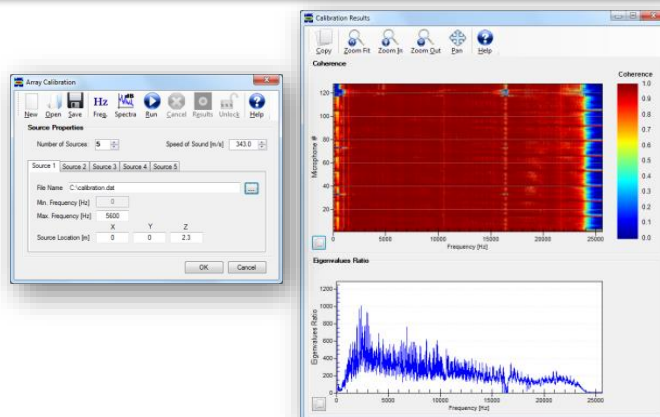 Array Calibration
New Open Save Freq. Spectra Run Cancel Results Unlock Help
Hz
dB
Source Properties
Number of Sources: 5 Speed of Sound [m/s] 343.0
Source 1 Source 2 Source 3 Source 4 Source 5
File Name C:\calibration.dat ...
Min. Frequency [Hz] 0
Max. Frequency [Hz] 5600
X Y Z
Source Location [m] 0 0 2.3
OK Cancel
Calibration Results
Copy Zoom Fit Zoom In Zoom Out Pan Help
Coherence
Coherence
Microphone #
120
100
80
60
40
20
0 5000 10000 15000 20000 25000
Frequency [Hz]
1.0
0.9
0.8
0.7
0.6
0.5
0.4
0.3
0.2
0.1
0.0
Eigenvalues Ratio
Eigenvalues Ratio
1200
1000
800
600
400
200
0
0 5000 10000 15000 20000 25000
Frequency [Hz]